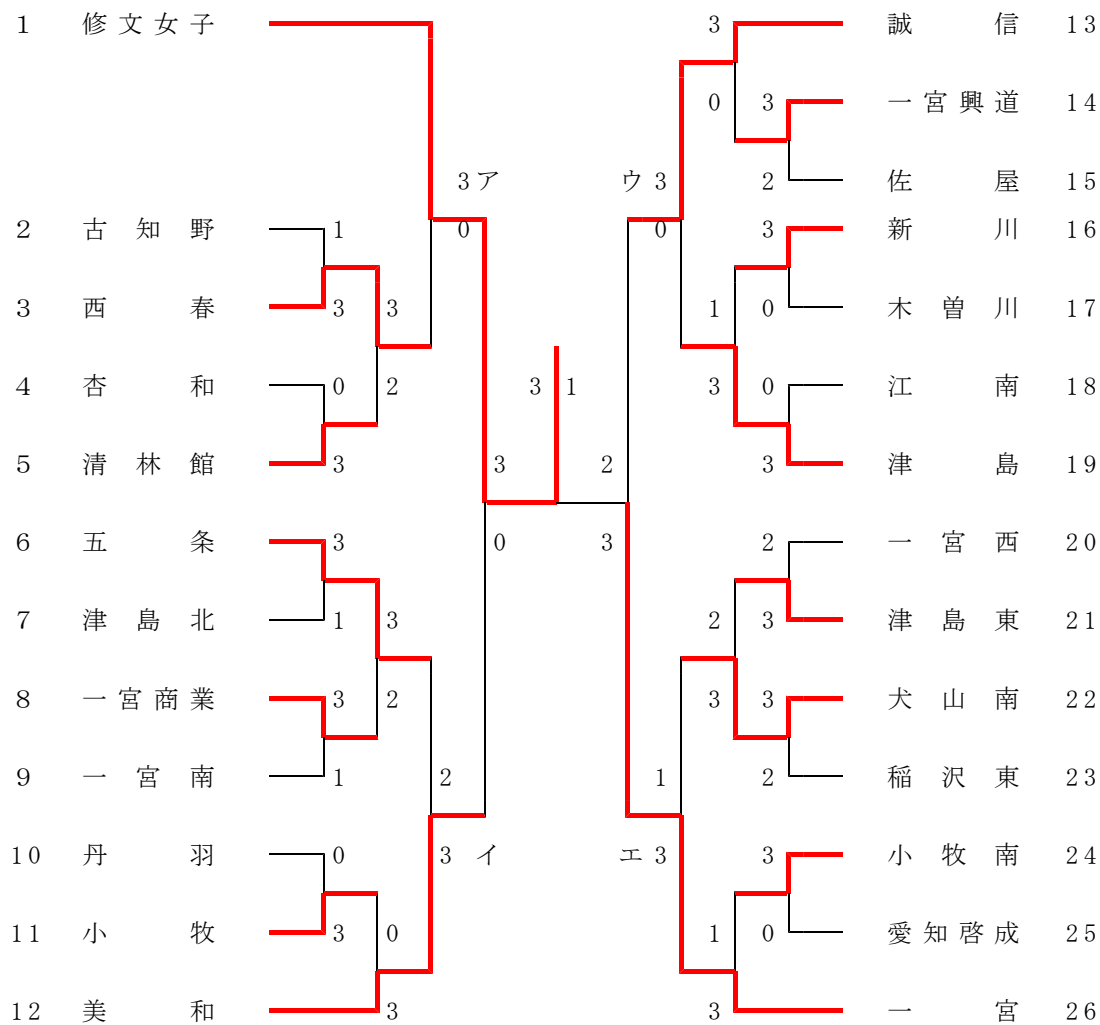 1 修文女子 3 誠信 13
0 3 一宮興道 14
3ア ウ3 2 佐屋 15
2 古知野 1 0 0 3 新川 16
3 西春 3 3 1 0 木曽川 17
4 杏和 0 2 3 1 3 0 江南 18
5 清林館 3 3 2 3 津島 19
6 五条 3 0 3 2 一宮西 20
7 津島北 1 3 2 3 津島東 21
8 一宮商業 3 2 3 3 犬山南 22
9 一宮南 1 2 1 2 稲沢東 23
10 丹羽 0 3 イ エ3 3 小牧南 24
11 小牧 3 0 1 0 愛知啓成 25
12 美和 3 3 一宮 26